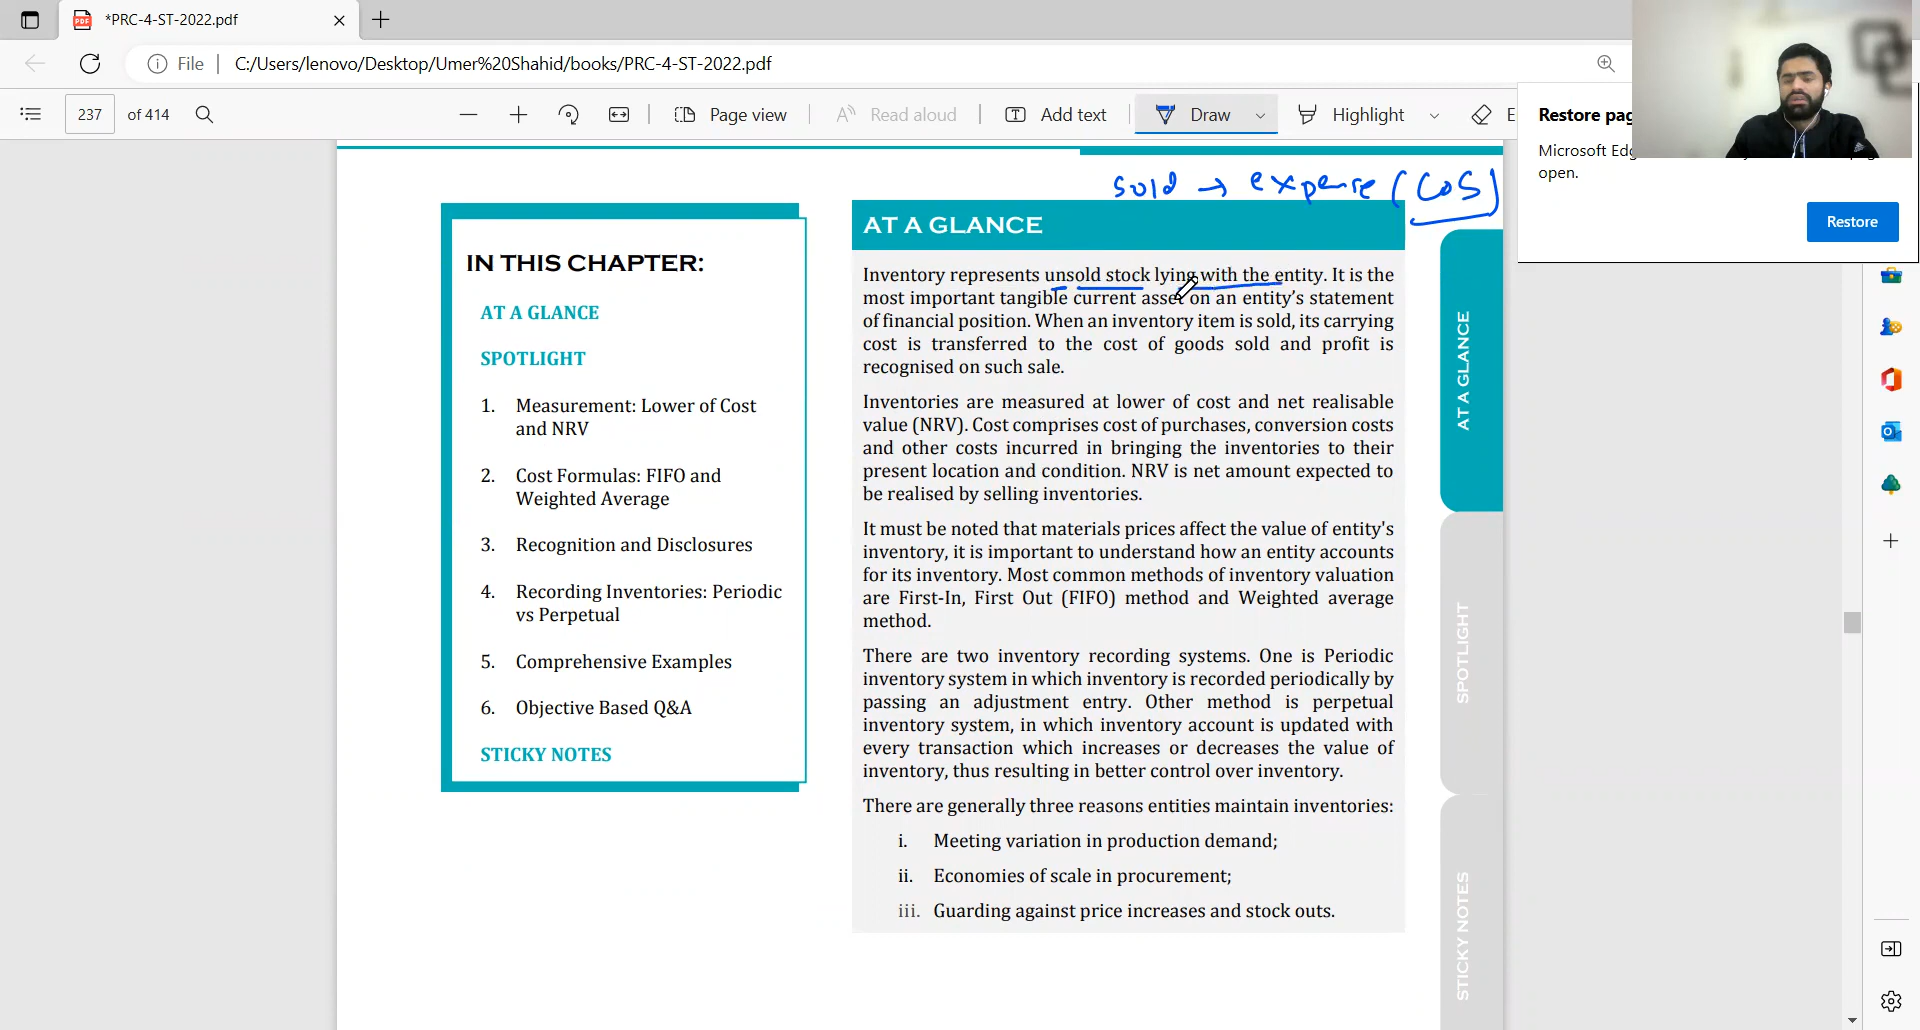 *PRC-4-ST-2022.pdf
File
C:/Users/lenovo/Desktop/Umer%20Shahid/books/PRC-4-ST-2022.pdf
237 of 414
Page view
Read aloud
Add text
Draw
Highlight
E
Restore pag
Microsoft Edg
open.
Restore
sold → expense (COS)
IN THIS CHAPTER:
AT A GLANCE
SPOTLIGHT
1. Measurement: Lower of Cost
and NRV
2. Cost Formulas: FIFO and
Weighted Average
3. Recognition and Disclosures
4. Recording Inventories: Periodic
vs Perpetual
5. Comprehensive Examples
6. Objective Based Q&A
STICKY NOTES
AT A GLANCE
Inventory represents unsold stock lying with the entity. It is the
most important tangible current asset on an entity's statement
of financial position. When an inventory item is sold, its carrying
cost is transferred to the cost of goods sold and profit is
recognised on such sale.
Inventories are measured at lower of cost and net realisable
value (NRV). Cost comprises cost of purchases, conversion costs
and other costs incurred in bringing the inventories to their
present location and condition. NRV is net amount expected to
be realised by selling inventories.
It must be noted that materials prices affect the value of entity's
inventory, it is important to understand how an entity accounts
for its inventory. Most common methods of inventory valuation
are First-In, First Out (FIFO) method and Weighted average
method.
There are two inventory recording systems. One is Periodic
inventory system in which inventory is recorded periodically by
passing an adjustment entry. Other method is perpetual
inventory system, in which inventory account is updated with
every transaction which increases or decreases the value of
inventory, thus resulting in better control over inventory.
There are generally three reasons entities maintain inventories:
i. Meeting variation in production demand;
ii. Economies of scale in procurement;
iii. Guarding against price increases and stock outs.
AT A GLANCE
SPOTLIGHT
STICKY NOTES